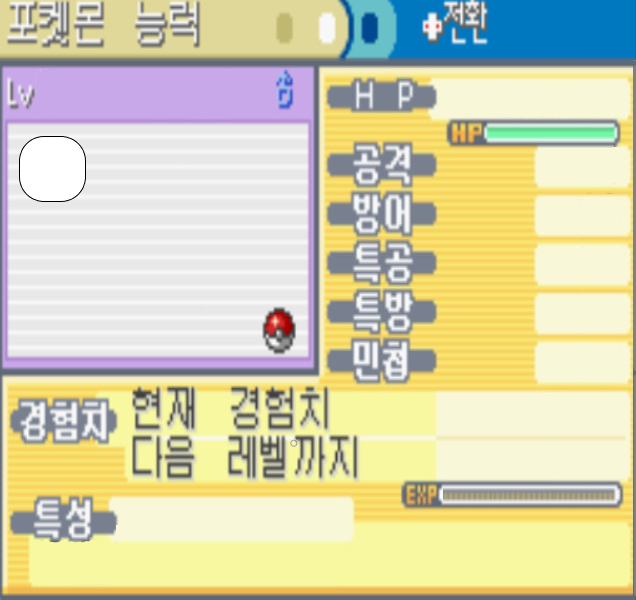 포켓몬 능력
전환
Lv
H P
HP
공격
방어
특공
특방
민첩
경험치
현재 경험치
다음 레벨까지
EXP
특성